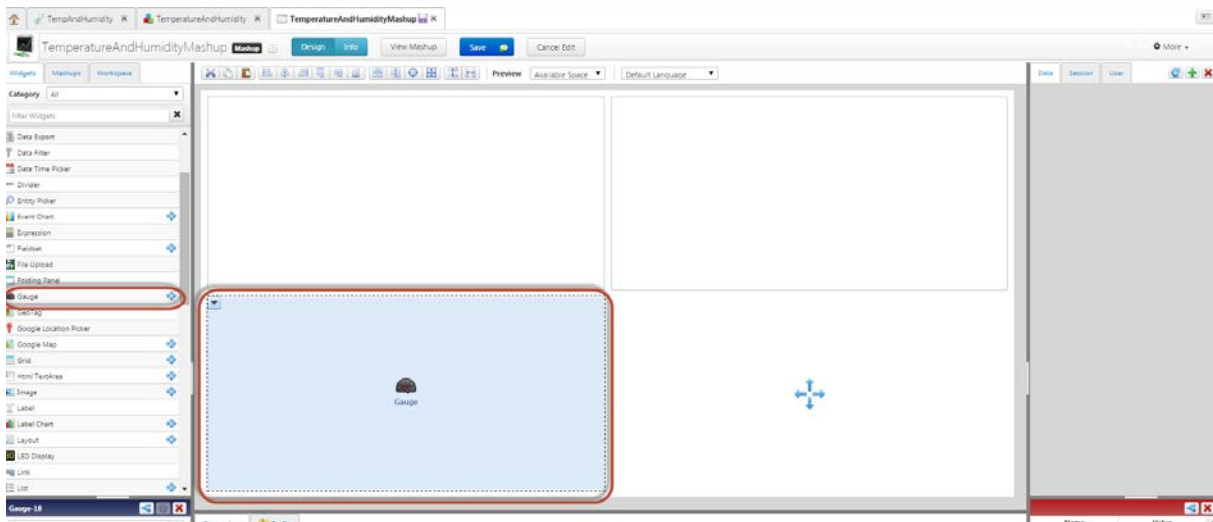 TempAndHumidity
TemperatureAndHumidity
TemperatureAndHumidityMashup
TemperatureAndHumidityMashup Mashup Design Info View Mashup Save Cancel Edit More
Widgets Mashups Workspace
Preview Available Space Default Language
Data Session User
Category All
Filter Widgets
Data Export
Data Filter
Date Time Picker
Divider
Entity Picker
Event Chart
Expression
Fieldset
File Upload
Folding Panel
Gauge
GeoTag
Google Location Picker
Google Map
Grid
Html TextArea
Image
Label
Label Chart
Layout
LED Display
Link
List
Gauge
Gauge-18
Name Value